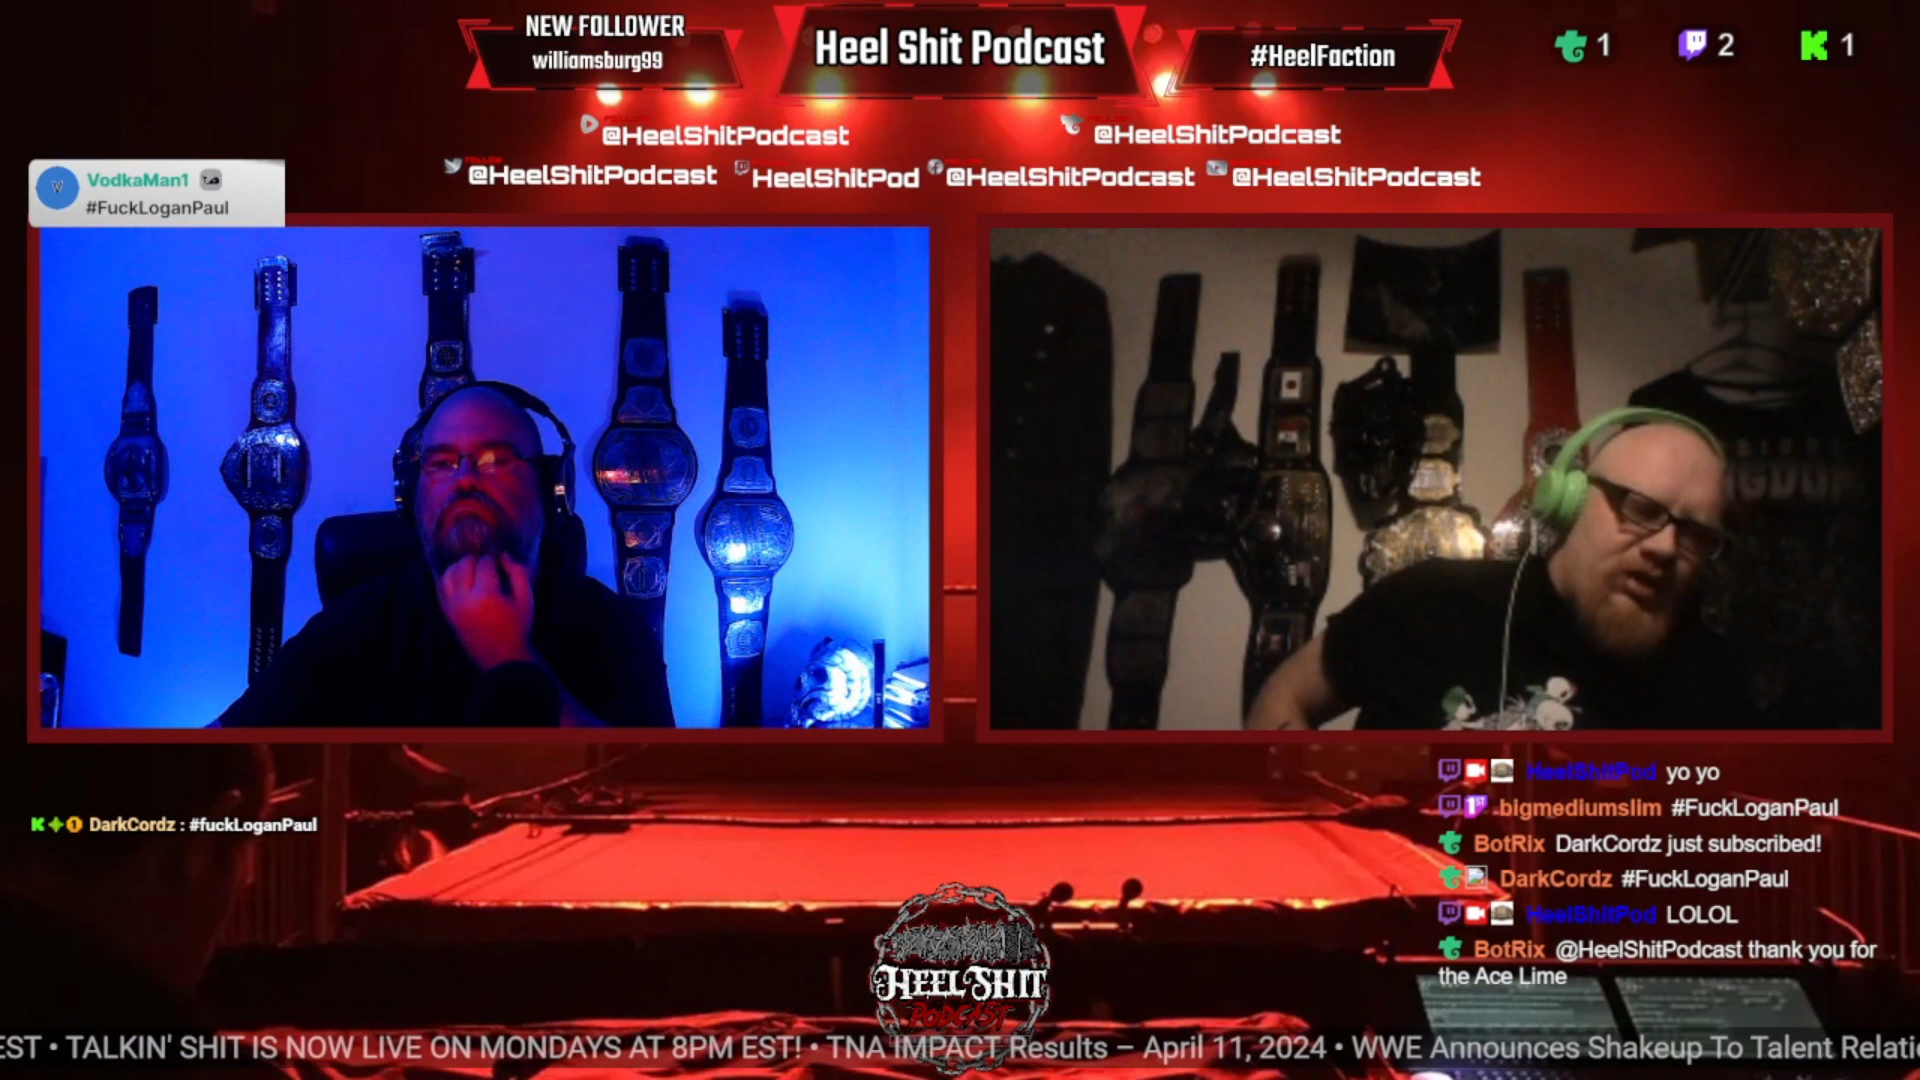 NEW FOLLOWER
williamsburg99
Heel Shit Podcast
#HeelFaction
1
2
1
@HeelShitPodcast
@HeelShitPodcast
@HeelShitPodcast
HeelShitPod
@HeelShitPodcast
@HeelShitPodcast
VodkaMan1
#FuckLoganPaul
DarkCordz : #fuckLoganPaul
HeelShitPod yo yo
.bigmediumslim #FuckLoganPaul
BotRix DarkCordz just subscribed!
DarkCordz #FuckLoganPaul
HeelShitPod LOLOL
BotRix @HeelShitPodcast thank you for
the Ace Lime
HEEL SHIT
PODCAST
EST • TALKIN' SHIT IS NOW LIVE ON MONDAYS AT 8PM EST! • TNA IMPACT Results – April 11, 2024 • WWE Announces Shakeup To Talent Relati